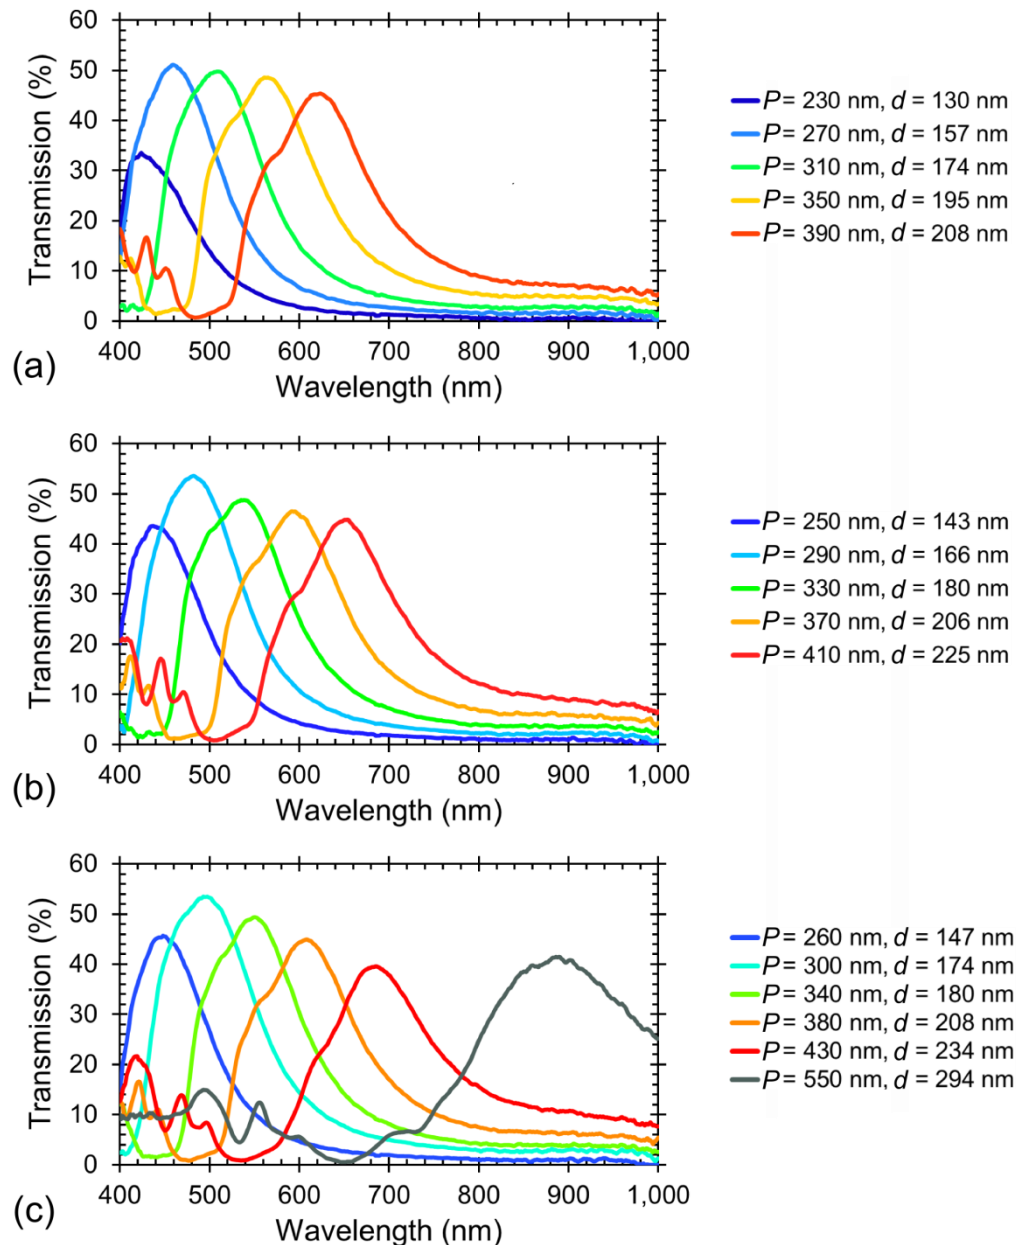 60
50
40
30
20
10
0
Transmission (%)
400 500 600 700 800 900 1,000
Wavelength (nm)
(a)
P = 230 nm, d = 130 nm
P = 270 nm, d = 157 nm
P = 310 nm, d = 174 nm
P = 350 nm, d = 195 nm
P = 390 nm, d = 208 nm
60
50
40
30
20
10
0
Transmission (%)
400 500 600 700 800 900 1,000
Wavelength (nm)
(b)
P = 250 nm, d = 143 nm
P = 290 nm, d = 166 nm
P = 330 nm, d = 180 nm
P = 370 nm, d = 206 nm
P = 410 nm, d = 225 nm
60
50
40
30
20
10
0
Transmission (%)
400 500 600 700 800 900 1,000
Wavelength (nm)
(c)
P = 260 nm, d = 147 nm
P = 300 nm, d = 174 nm
P = 340 nm, d = 180 nm
P = 380 nm, d = 208 nm
P = 430 nm, d = 234 nm
P = 550 nm, d = 294 nm